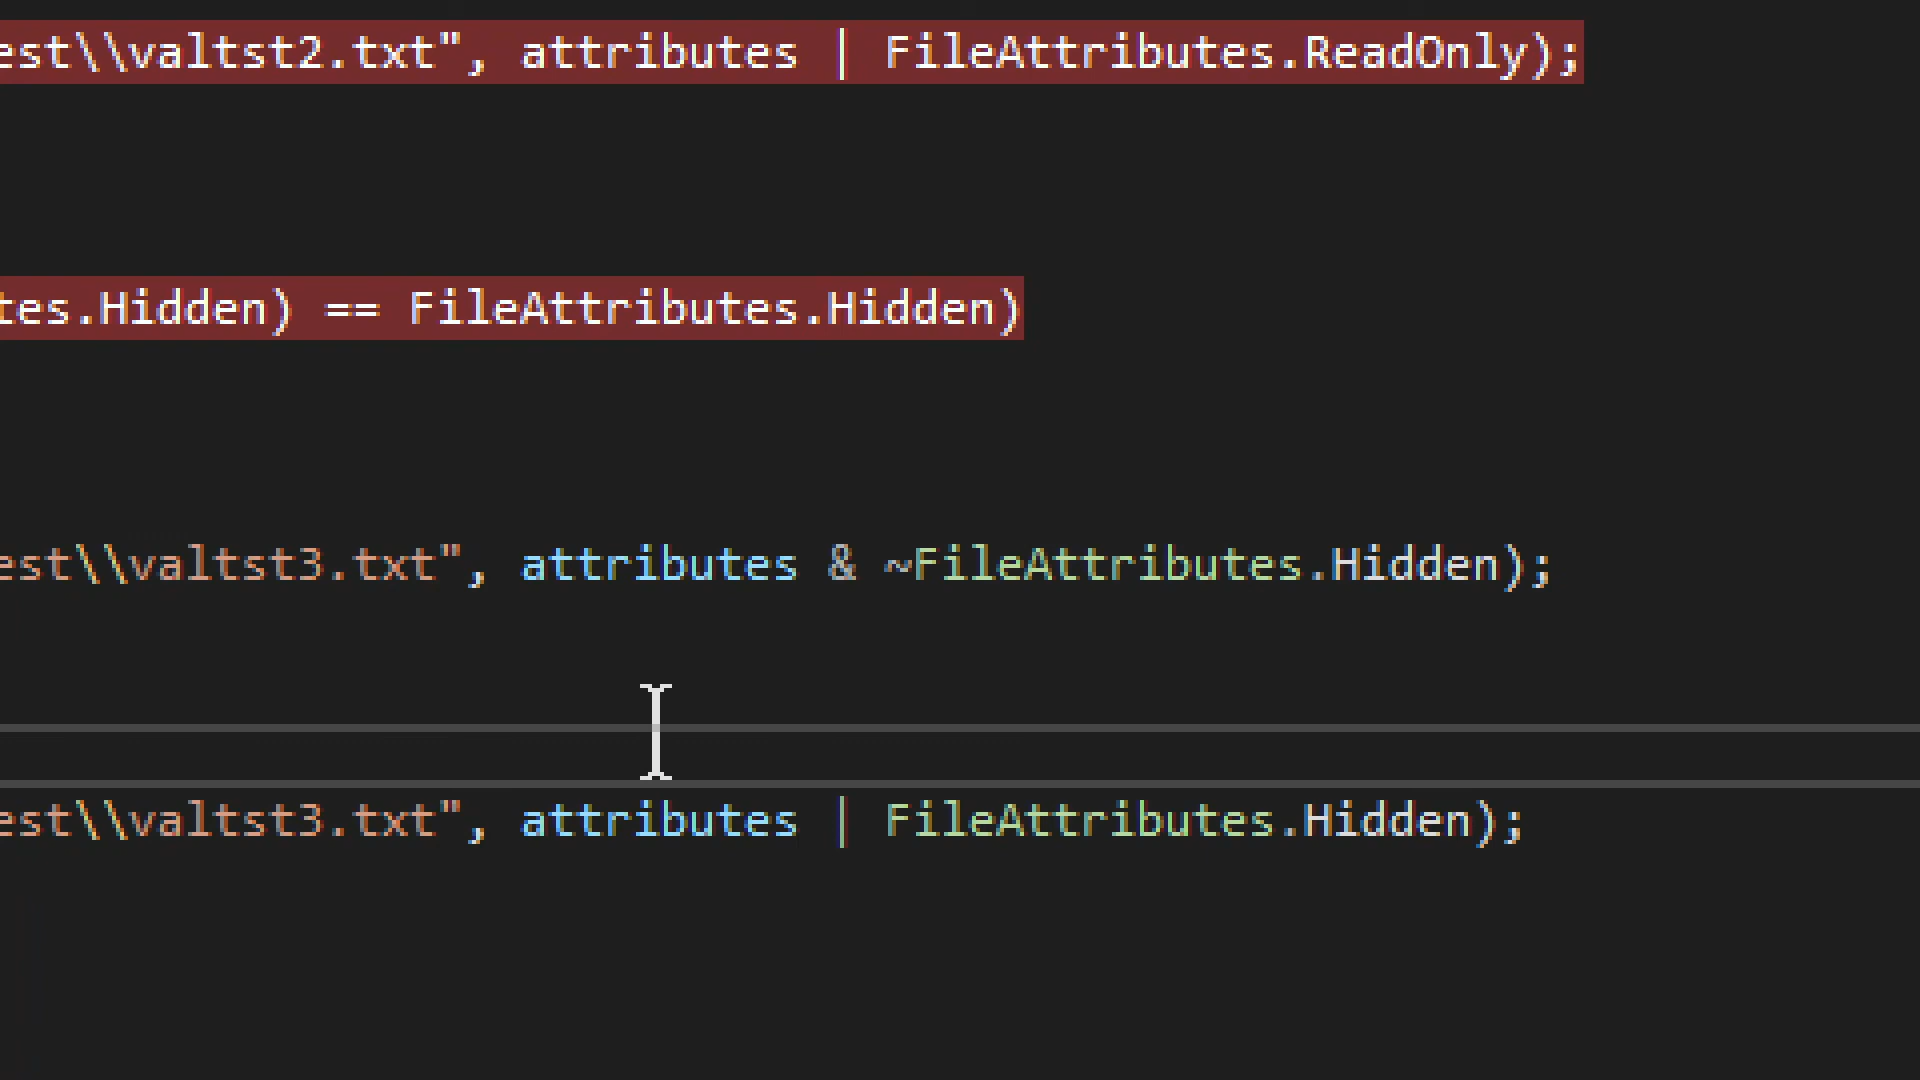 est\\valtst2.txt", attributes | FileAttributes.ReadOnly);
tes.Hidden) == FileAttributes.Hidden)
est\\valtst3.txt", attributes & ~FileAttributes.Hidden);
est\\valtst3.txt", attributes | FileAttributes.Hidden);